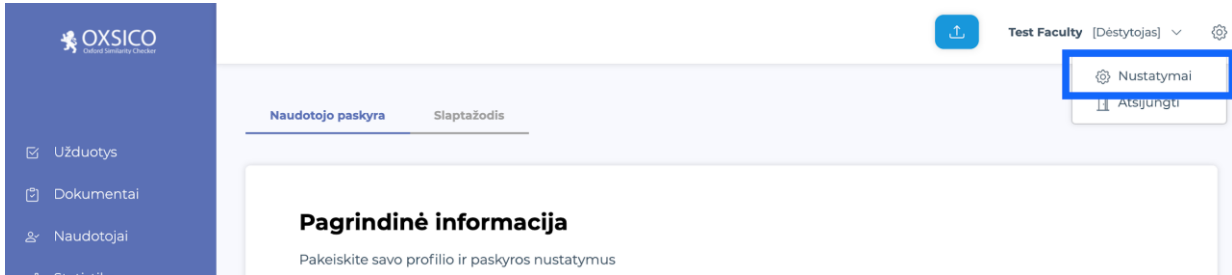 OXSICO
Oxford Similarity Checker
Test Faculty [Dėstytojas]
Nustatymai
Atsijungti
Naudotojo paskyra Slaptažodis
Užduotys
Dokumentai
Naudotojai
Pagrindinė informacija
Pakeiskite savo profilio ir paskyros nustatymus